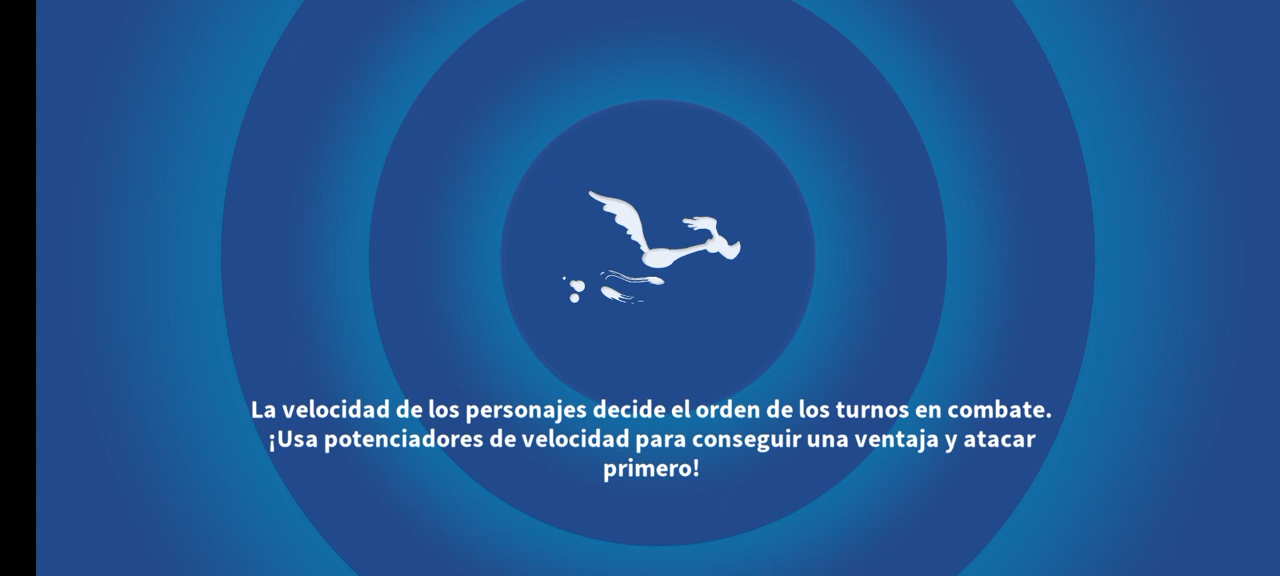 La velocidad de los personajes decide el orden de los turnos en combate.
¡Usa potenciadores de velocidad para conseguir una ventaja y atacar
primero!